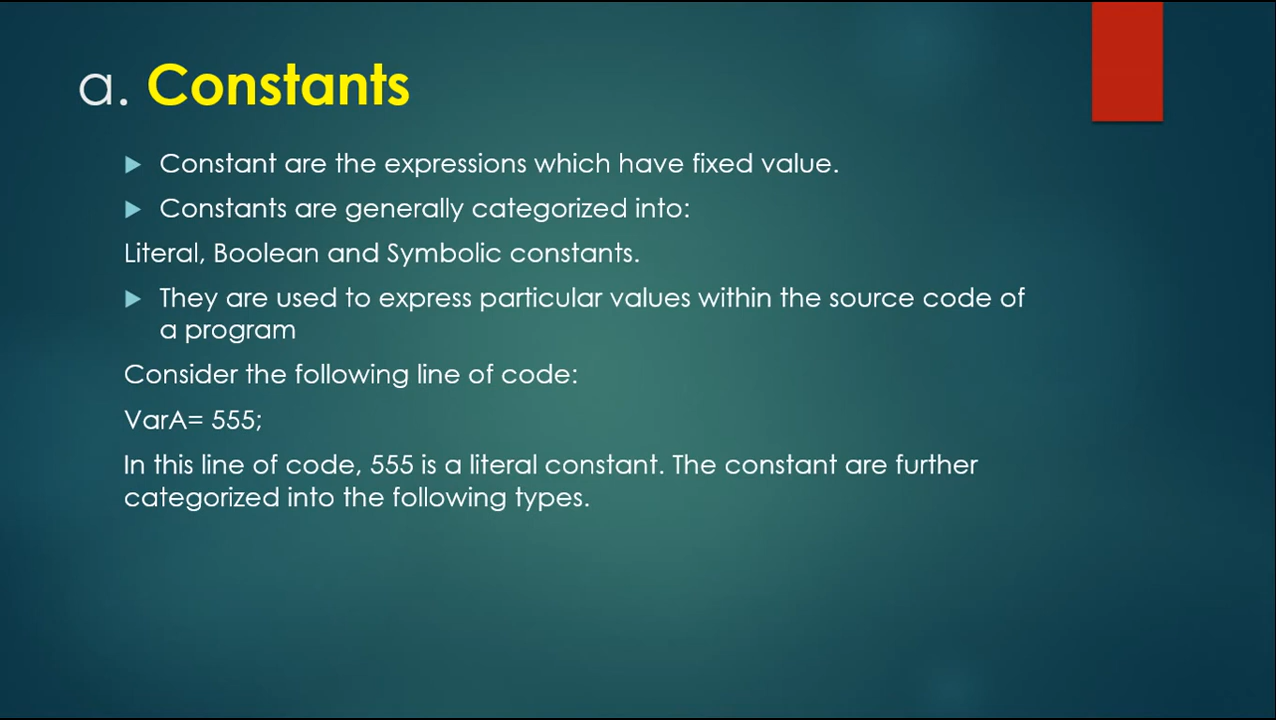 a. Constants
Constant are the expressions which have fixed value.
Constants are generally categorized into:
Literal, Boolean and Symbolic constants.
They are used to express particular values within the source code of
a program
Consider the following line of code:
VarA= 555;
In this line of code, 555 is a literal constant. The constant are further
categorized into the following types.